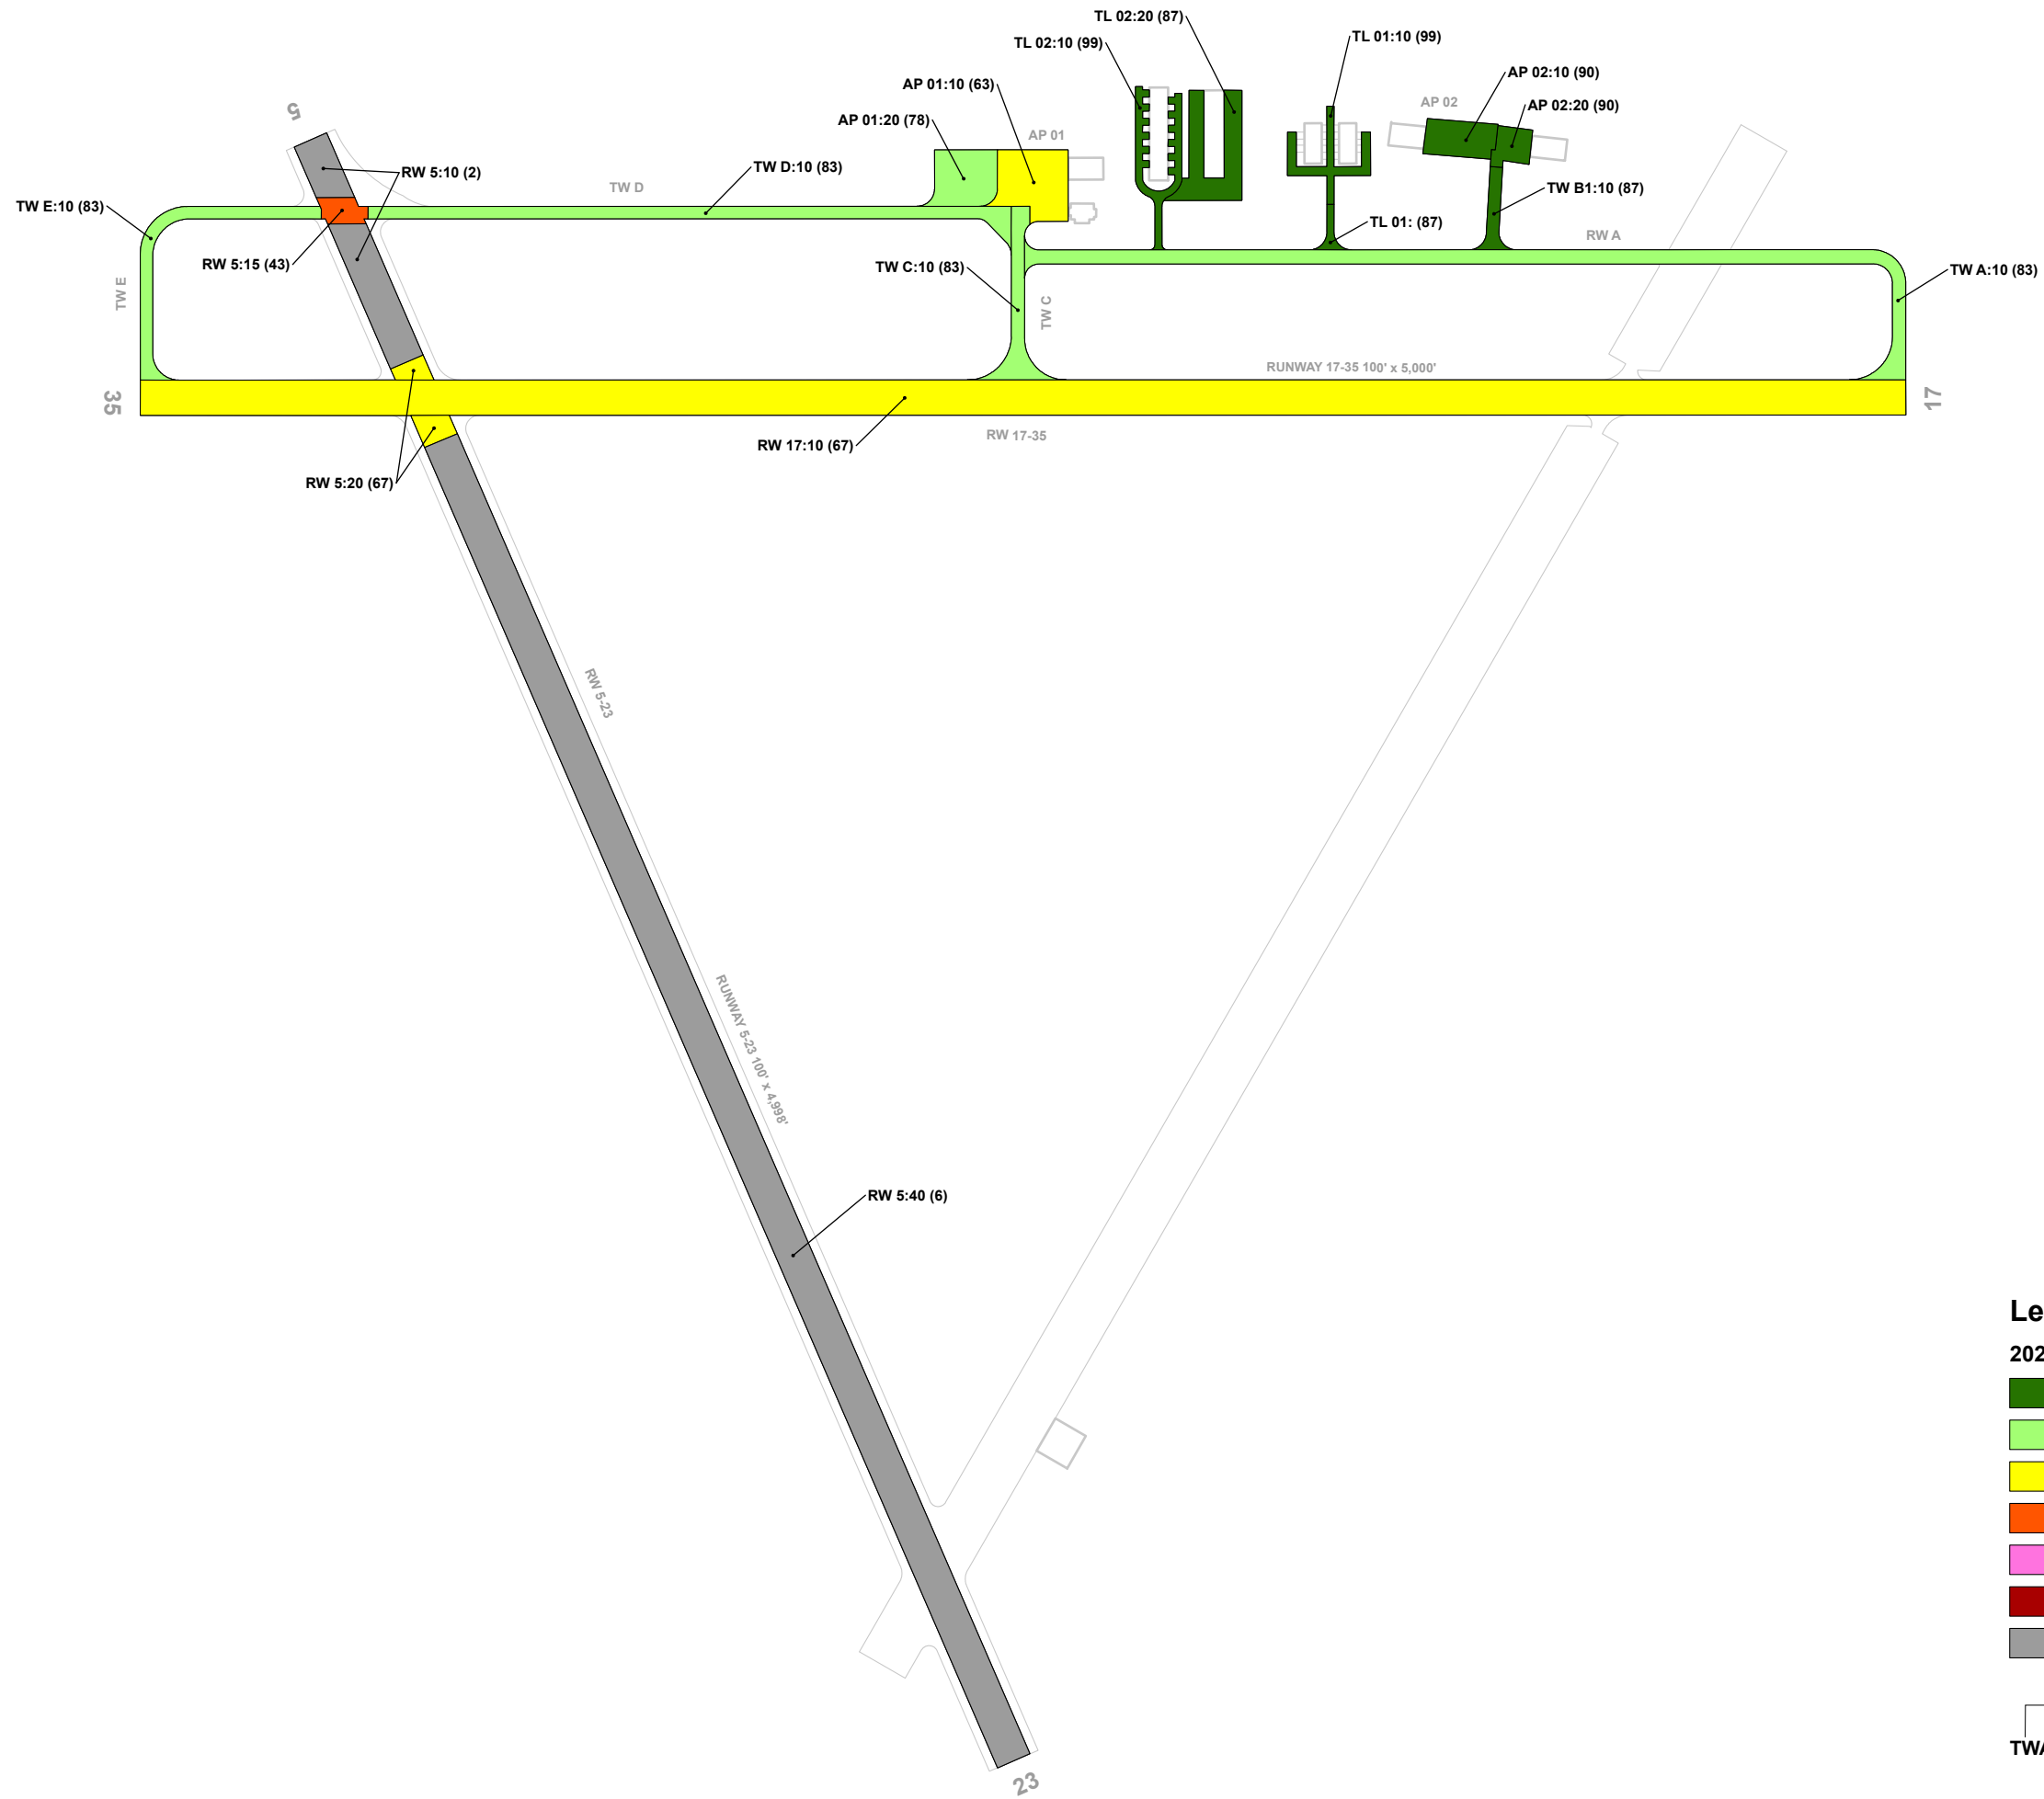 TL 02:20 (87)
TL 02:10 (99)
TL 01:10 (99)
AP 01:10 (63)
AP 02:10 (90)
AP 02 AP 02:20 (90)
5
AP 01:20 (78)
AP 01
TW D
TW D:10 (83)
RW 5:10 (2)
TW B1:10 (87)
TW E:10 (83)
TL 01: (87)
RW A
RW 5:15 (43)
TW C:10 (83)
TW A:10 (83)
TW E
TW C
RUNWAY 17-35 100' x 5,000'
35
17
RW 17-35
RW 17:10 (67)
RW 5:20 (67)
RW 5-23
RUNWAY 5-23 100' x 4,998'
RW 5:40 (6)
Le
202
TWA
23